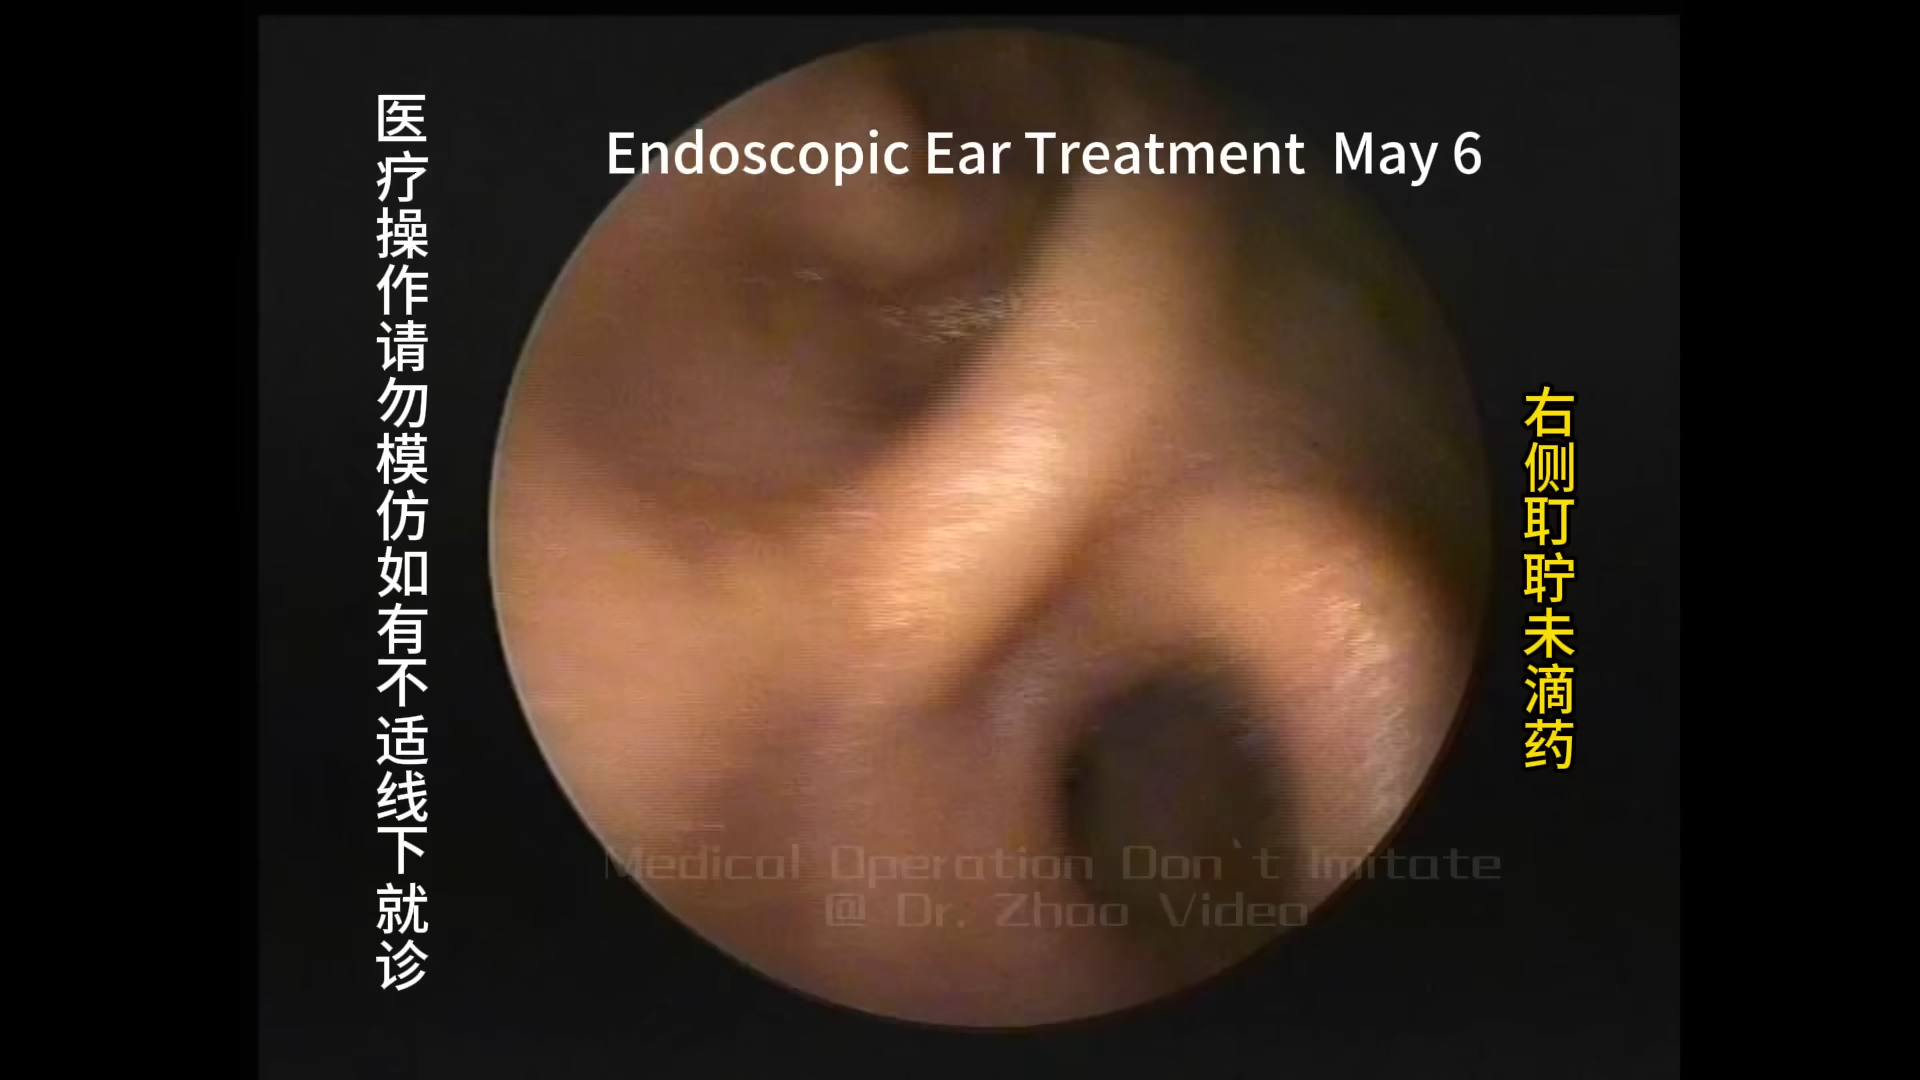 Endoscopic Ear Treatment May 6
医疗操作请勿模仿如有不适线下就诊
右侧耵聍未滴药
Medical Operation Don`t Imitate
@ Dr. Zhao Video